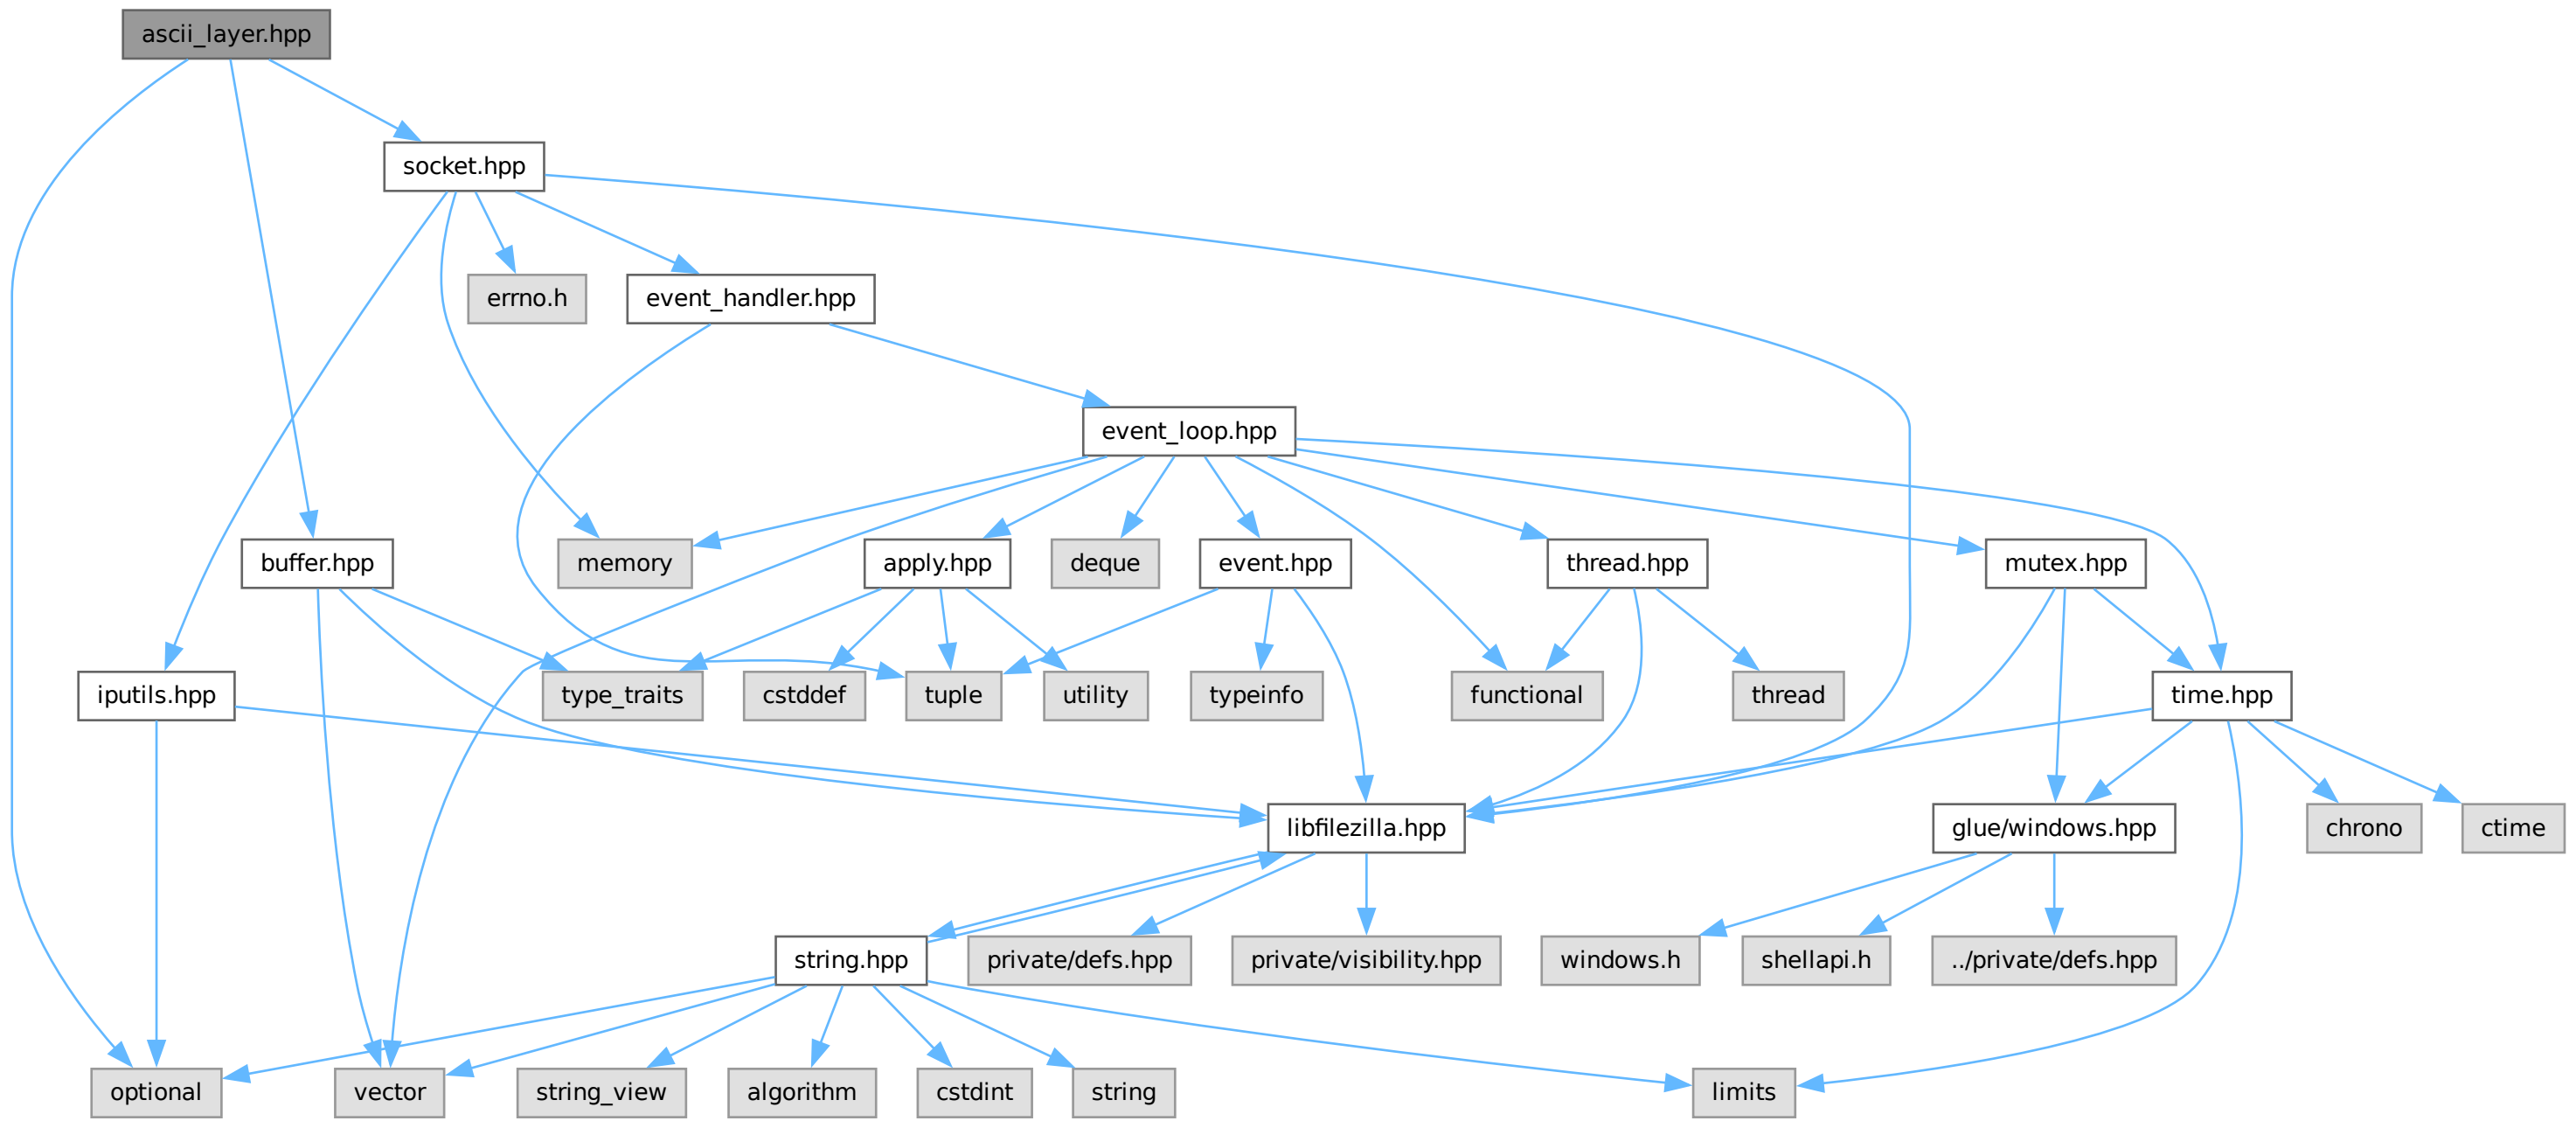 ascii_layer.hpp
socket.hpp
errno.h
event_handler.hpp
event_loop.hpp
buffer.hpp
memory
apply.hpp
deque
event.hpp
thread.hpp
mutex.hpp
iputils.hpp
type_traits
cstddef
tuple
utility
typeinfo
functional
thread
time.hpp
libfilezilla.hpp
glue/windows.hpp
chrono
ctime
string.hpp
private/defs.hpp
private/visibility.hpp
windows.h
shellapi.h
../private/defs.hpp
optional
vector
string_view
algorithm
cstdint
string
limits